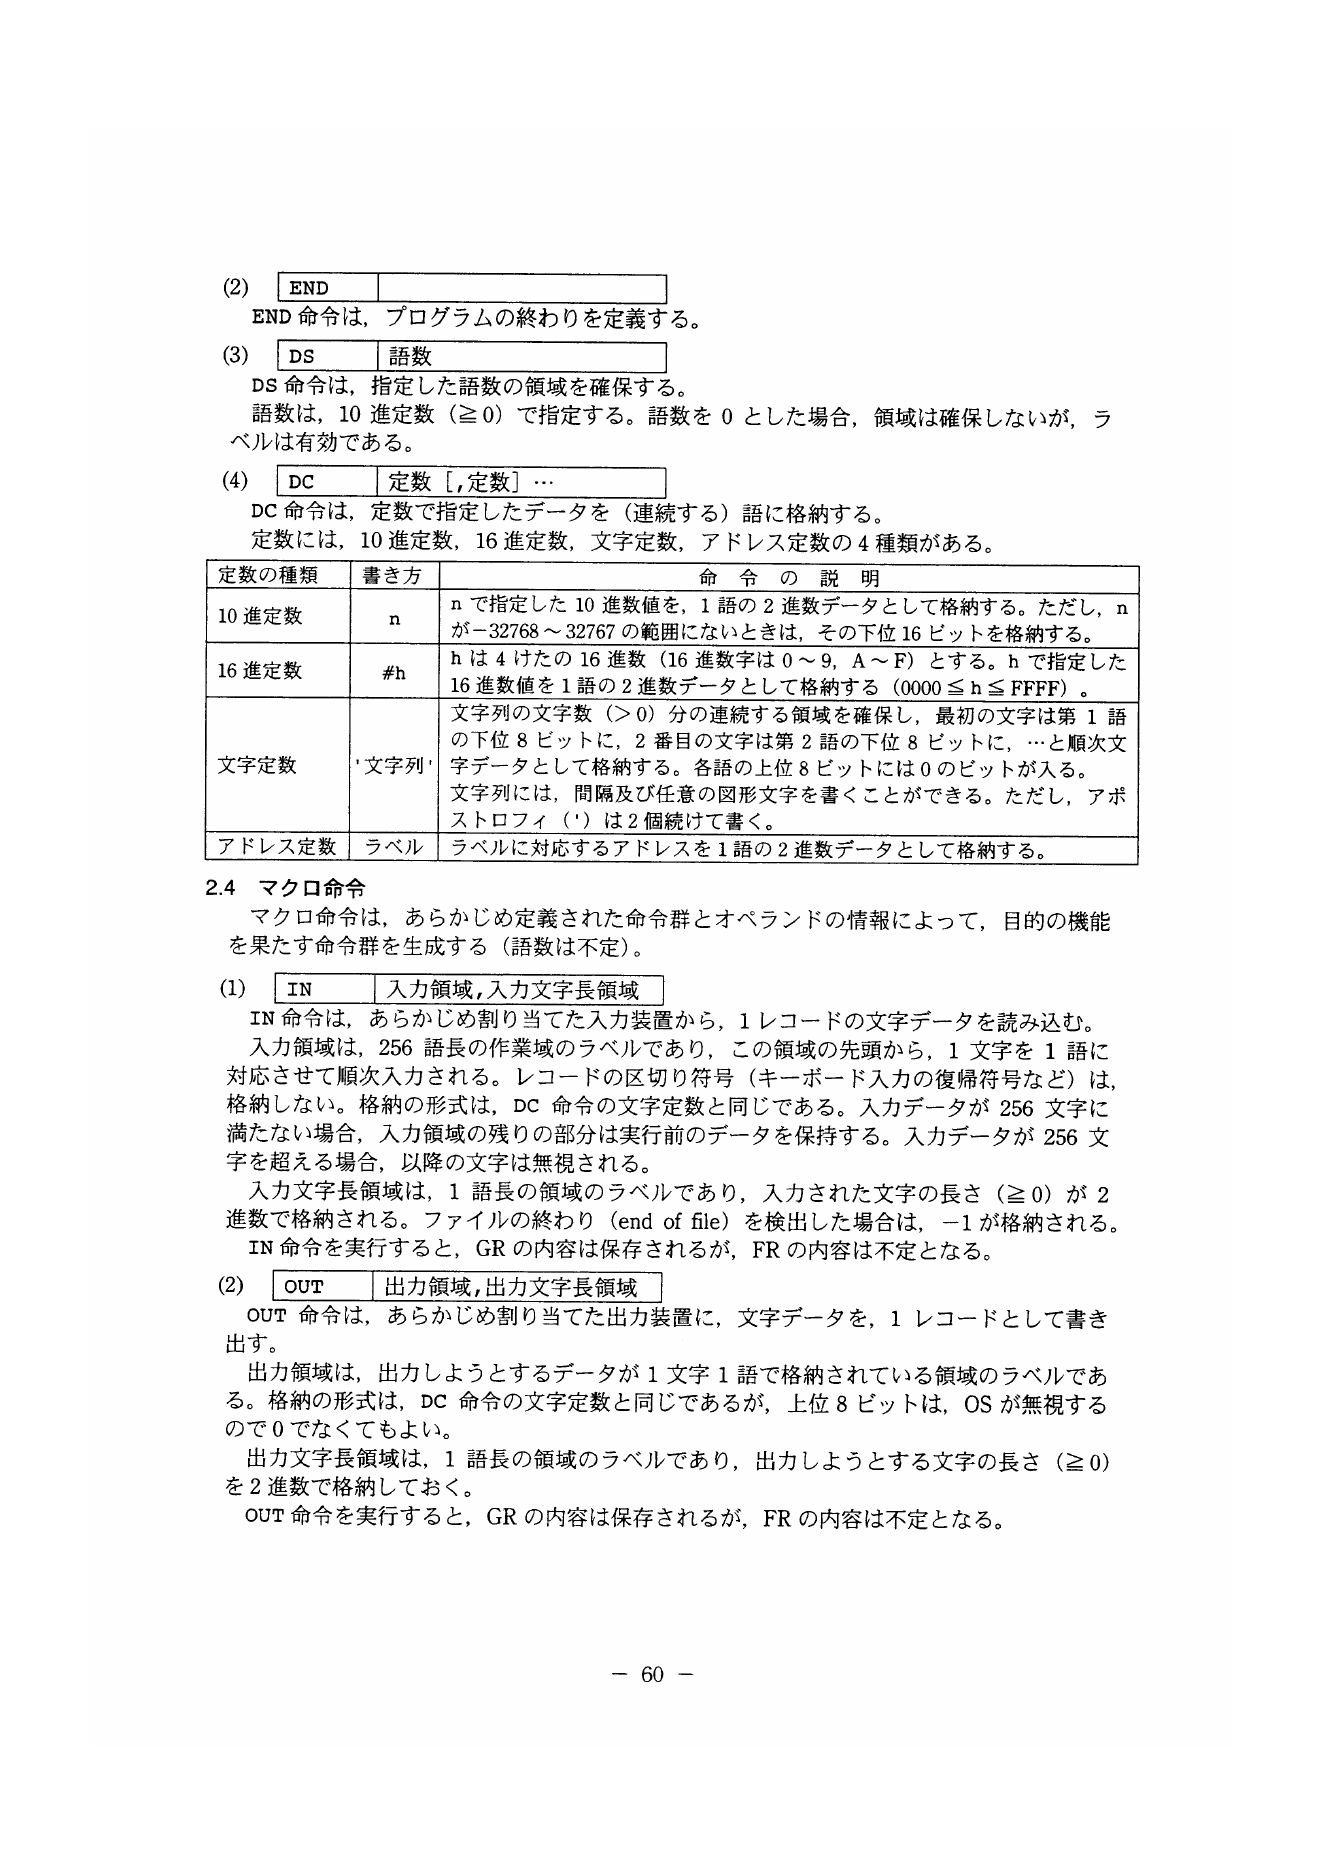 (2) END
END 命令は，プログラムの終わりを定義する。
(3) DS 語数
DS 命令は，指定した語数の領域を確保する。
語数は，10 進定数（≧0）で指定する。語数を 0 とした場合，領域は確保しないが，ラ
ベルは有効である。
(4) DC 定数［,定数］…
DC 命令は，定数で指定したデータを（連続する）語に格納する。
定数には，10 進定数，16 進定数，文字定数，アドレス定数の 4 種類がある。
定数の種類 書き方 命令の説明
10 進定数 n n で指定した 10 進数値を，1 語の 2 進数データとして格納する。ただし，n
が－32768～32767 の範囲にないときは，その下位 16 ビットを格納する。
16 進定数 #h h は 4 けたの 16 進数（16 進数字は 0～9，A～F）とする。h で指定した
16 進数値を 1 語の 2 進数データとして格納する（0000≦h≦FFFF）。
文字定数 '文字列' 文字列の文字数（＞0）分の連続する領域を確保し，最初の文字は第 1 語
の下位 8 ビットに，2 番目の文字は第 2 語の下位 8 ビットに，…と順次文
字データとして格納する。各語の上位 8 ビットには 0 のビットが入る。
文字列には，間隔及び任意の図形文字を書くことができる。ただし，アポ
ストロフィ（'）は 2 個続けて書く。
アドレス定数 ラベル ラベルに対応するアドレスを 1 語の 2 進数データとして格納する。
2.4 マクロ命令
マクロ命令は，あらかじめ定義された命令群とオペランドの情報によって，目的の機能
を果たす命令群を生成する（語数は不定）。
(1) IN 入力領域,入力文字長領域
IN 命令は，あらかじめ割り当てた入力装置から，1 レコードの文字データを読み込む。
入力領域は，256 語長の作業域のラベルであり，この領域の先頭から，1 文字を 1 語に
対応させて順次入力される。レコードの区切り符号（キーボード入力の復帰符号など）は，
格納しない。格納の形式は，DC 命令の文字定数と同じである。入力データが 256 文字に
満たない場合，入力領域の残りの部分は実行前のデータを保持する。入力データが 256 文
字を超える場合，以降の文字は無視される。
入力文字長領域は，1 語長の領域のラベルであり，入力された文字の長さ（≧0）が 2
進数で格納される。ファイルの終わり（end of file）を検出した場合は，－1 が格納される。
IN 命令を実行すると，GR の内容は保存されるが，FR の内容は不定となる。
(2) OUT 出力領域,出力文字長領域
OUT 命令は，あらかじめ割り当てた出力装置に，文字データを，1 レコードとして書き
出す。
出力領域は，出力しようとするデータが 1 文字 1 語で格納されている領域のラベルであ
る。格納の形式は，DC 命令の文字定数と同じであるが，上位 8 ビットは，OS が無視する
ので 0 でなくてもよい。
出力文字長領域は，1 語長の領域のラベルであり，出力しようとする文字の長さ（≧0）
を 2 進数で格納しておく。
OUT 命令を実行すると，GR の内容は保存されるが，FR の内容は不定となる。
－ 60 －